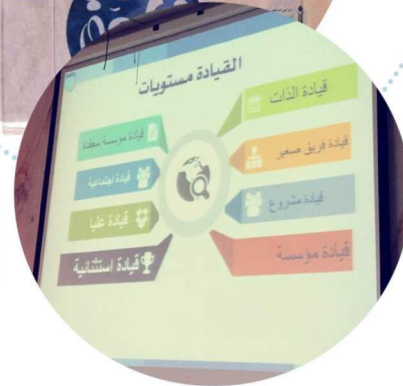 القيادة مستويات
قيادة الذات
قيادة فريق صغير
قيادة مشروع
قيادة مؤسسة
قيادة مؤسسة معقدة
قيادة اجتماعية
قيادة عليا
قيادة استثنائية